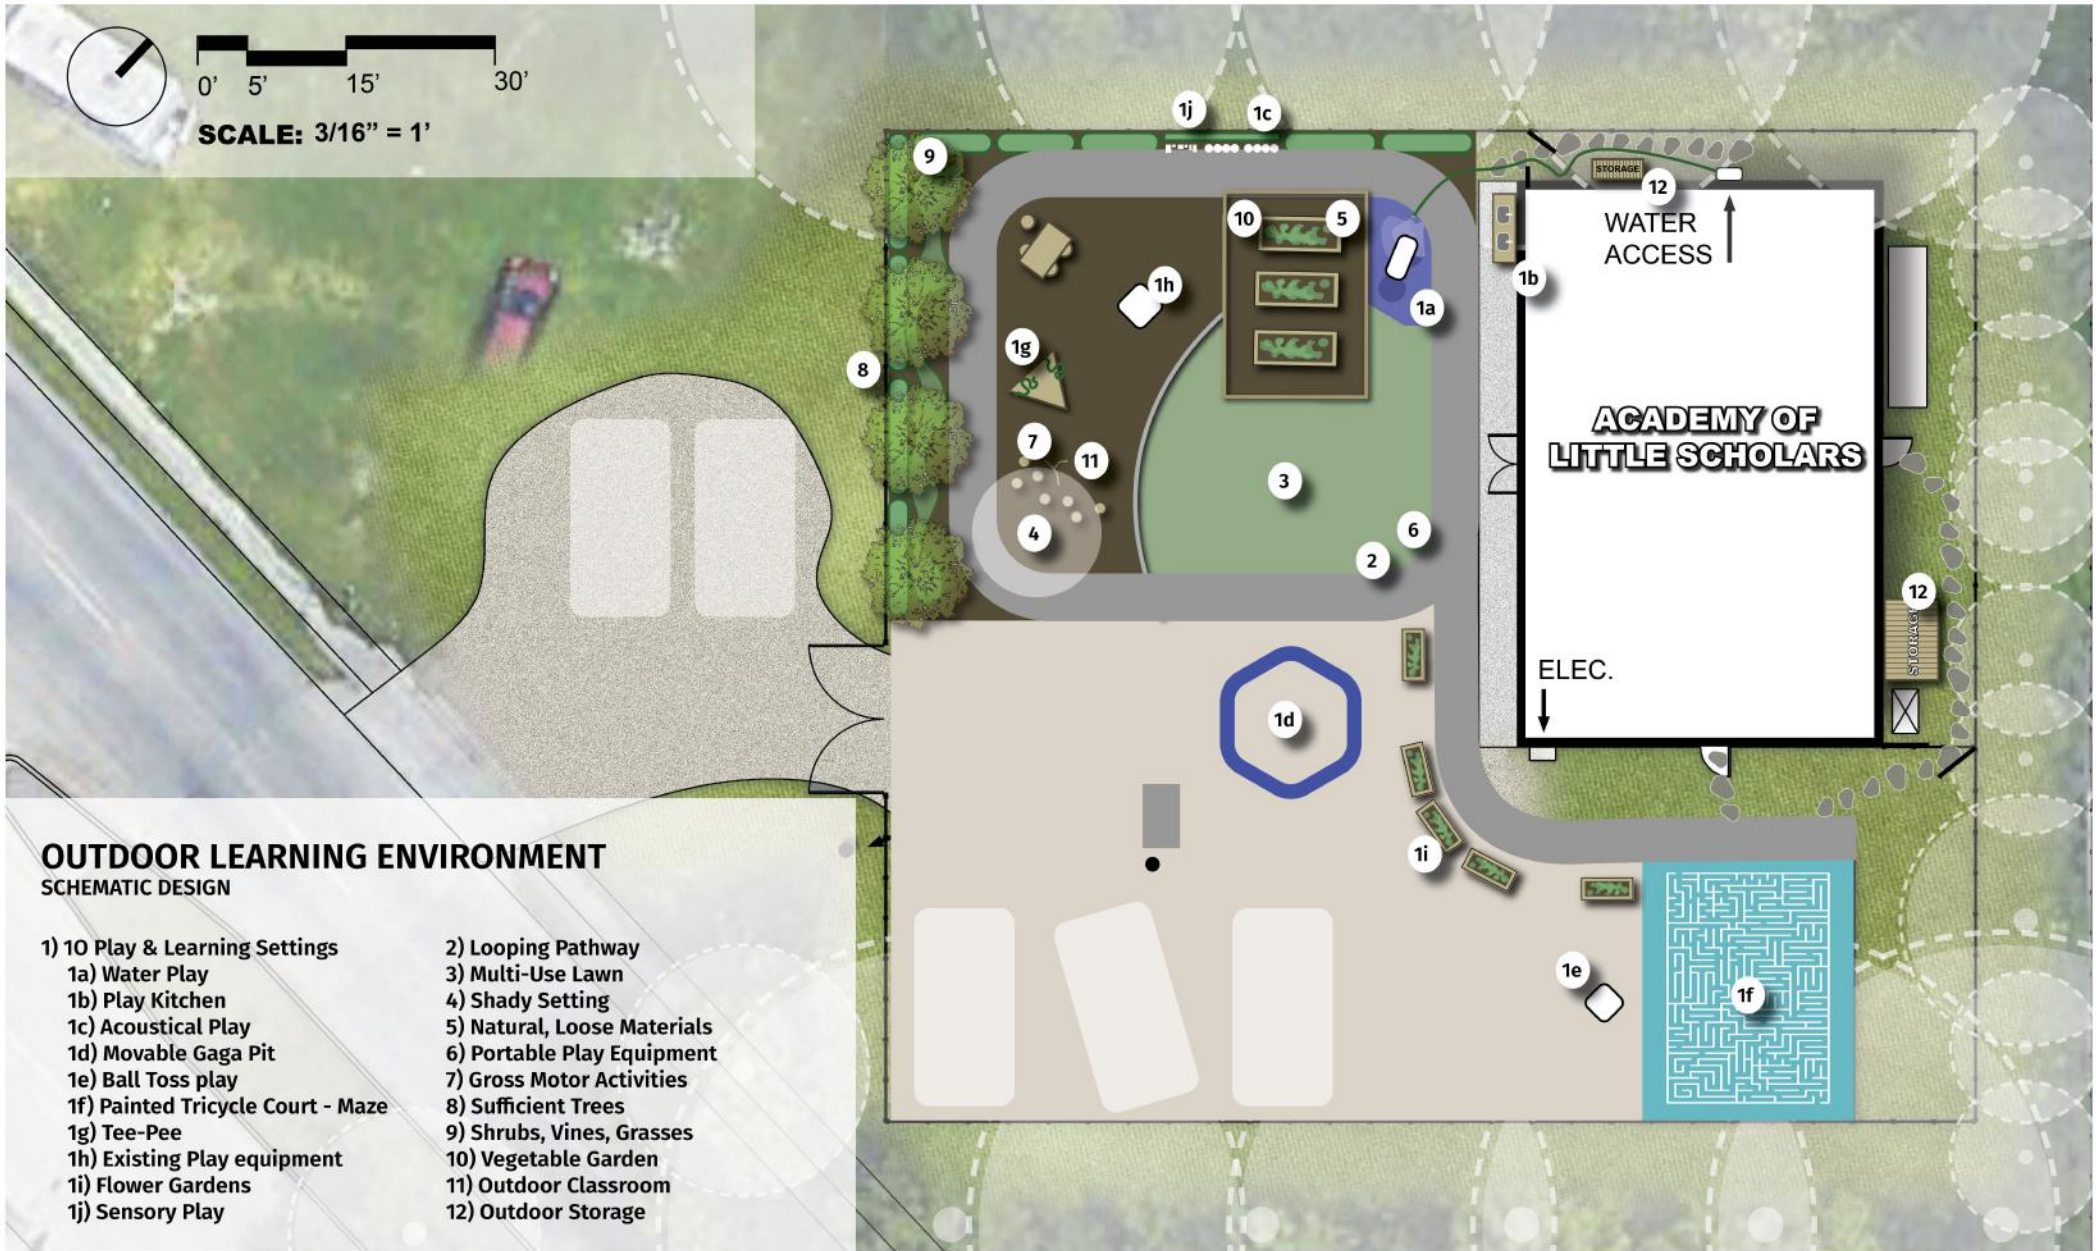 0' 5' 15' 30'
SCALE: 3/16” = 1’
1j
1c
9
STORAGE
12
10
5
WATER
ACCESS
1h
1b
1a
1g
8
ACADEMY OF
LITTLE SCHOLARS
7
11
3
4
6
2
12
STORAGE
ELEC.
1d
1i
1e
1f
OUTDOOR LEARNING ENVIRONMENT
SCHEMATIC DESIGN
1) 10 Play & Learning Settings
1a) Water Play
1b) Play Kitchen
1c) Acoustical Play
1d) Movable Gaga Pit
1e) Ball Toss play
1f) Painted Tricycle Court - Maze
1g) Tee-Pee
1h) Existing Play equipment
1i) Flower Gardens
1j) Sensory Play
2) Looping Pathway
3) Multi-Use Lawn
4) Shady Setting
5) Natural, Loose Materials
6) Portable Play Equipment
7) Gross Motor Activities
8) Sufficient Trees
9) Shrubs, Vines, Grasses
10) Vegetable Garden
11) Outdoor Classroom
12) Outdoor Storage